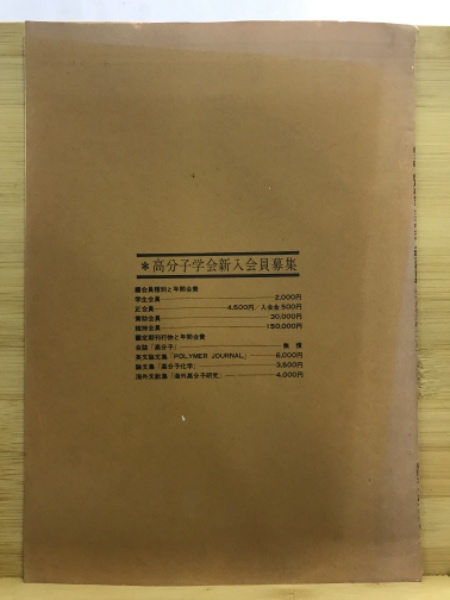 *高分子学会新入会員募集
■会員種別と年間会費
学生会員 2,000円
正会員 4,500円/入会金500円
賛助会員 30,000円
維持会員 150,000円
■定期刊行物と年間会費
会誌「高分子」 無償
英文論文集「POLYMER JOURNAL」 6,000円
論文集「高分子化学」 3,500円
海外文献集「海外高分子研究」 4,000円